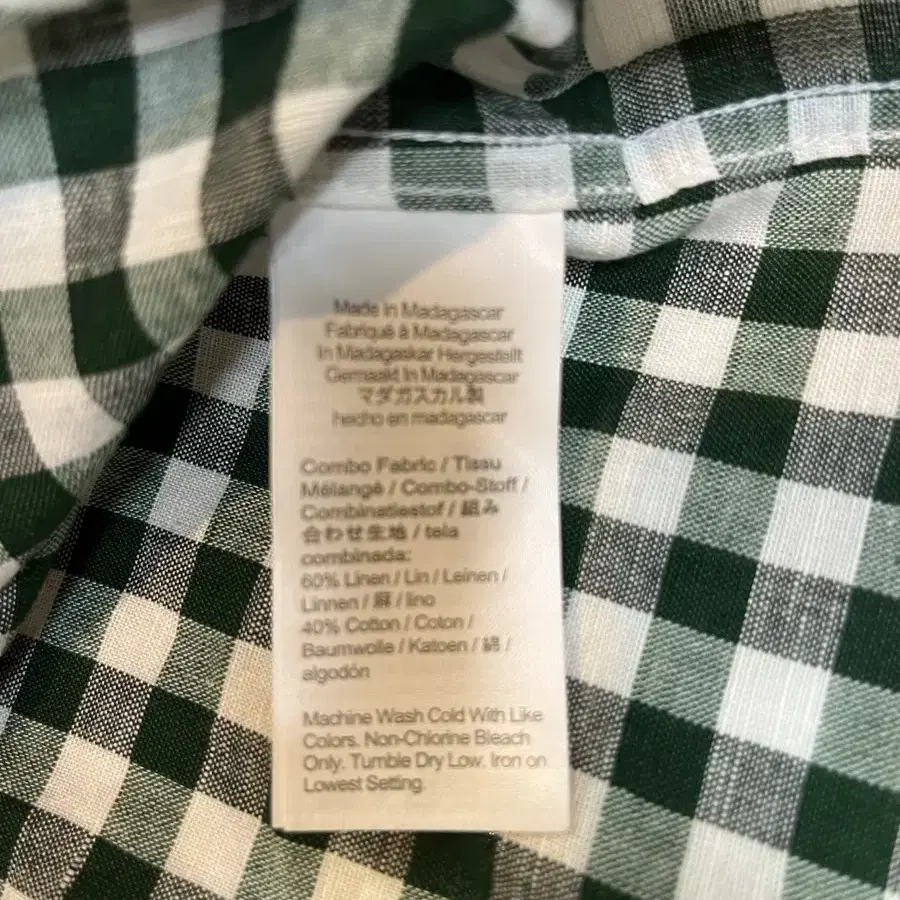 Made in Madagascar
Fabriqué à Madagascar
In Madagaskar Hergestellt
Gemaakt In Madagascar
マダガスカル製
hecho en madagascar
Combo Fabric / Tissu
Mélangé / Combo-Stoff /
Combinatiestof / 組み
合わせ生地 / tela
combinada:
60% Linen / Lin / Leinen /
Linnen / 麻 / lino
40% Cotton / Coton /
Baumwolle / Katoen / 綿 /
algodón
Machine Wash Cold With Like
Colors. Non-Chlorine Bleach
Only. Tumble Dry Low. Iron on
Lowest Setting.